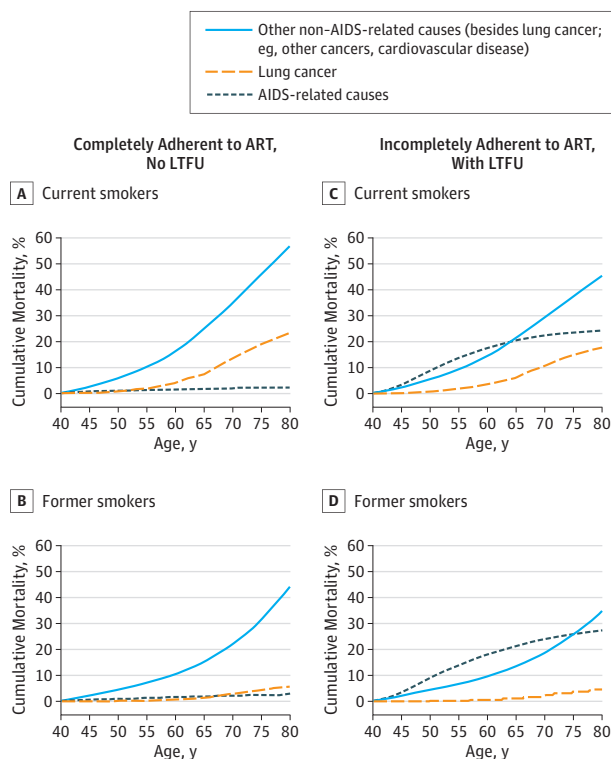 Other non-AIDS-related causes (besides lung cancer;
eg, other cancers, cardiovascular disease)
Lung cancer
AIDS-related causes
Completely Adherent to ART,
No LTFU
Incompletely Adherent to ART,
With LTFU
A Current smokers
60
50
40
30
20
10
0
Cumulative Mortality, %
40 45 50 55 60 65 70 75 80
Age, y
C Current smokers
60
50
40
30
20
10
0
Cumulative Mortality, %
40 45 50 55 60 65 70 75 80
Age, y
B Former smokers
60
50
40
30
20
10
0
Cumulative Mortality, %
40 45 50 55 60 65 70 75 80
Age, y
D Former smokers
60
50
40
30
20
10
0
Cumulative Mortality, %
40 45 50 55 60 65 70 75 80
Age, y